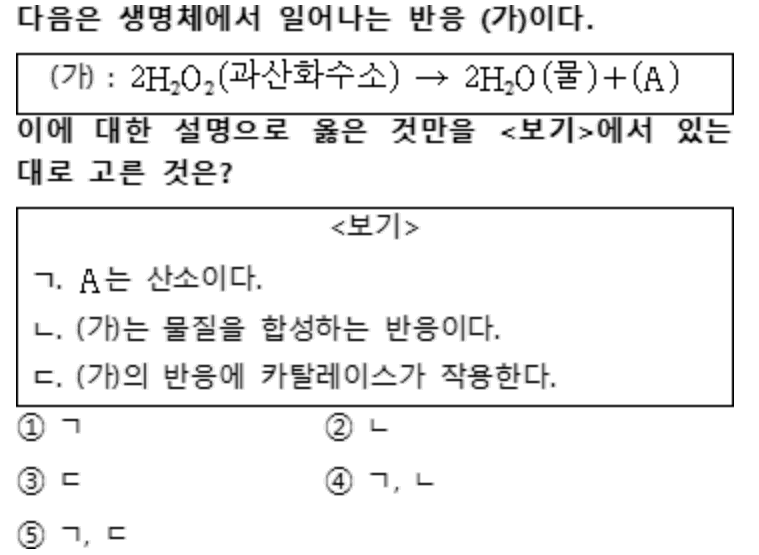 다음은 생명체에서 일어나는 반응 (가)이다.
(가) : 2H₂O₂(과산화수소) → 2H₂O(물)+(A)
이에 대한 설명으로 옳은 것만을 <보기>에서 있는
대로 고른 것은?
<보기>
ㄱ. A는 산소이다.
ㄴ. (가)는 물질을 합성하는 반응이다.
ㄷ. (가)의 반응에 카탈레이스가 작용한다.
① ㄱ ② ㄴ
③ ㄷ ④ ㄱ, ㄴ
⑤ ㄱ, ㄷ